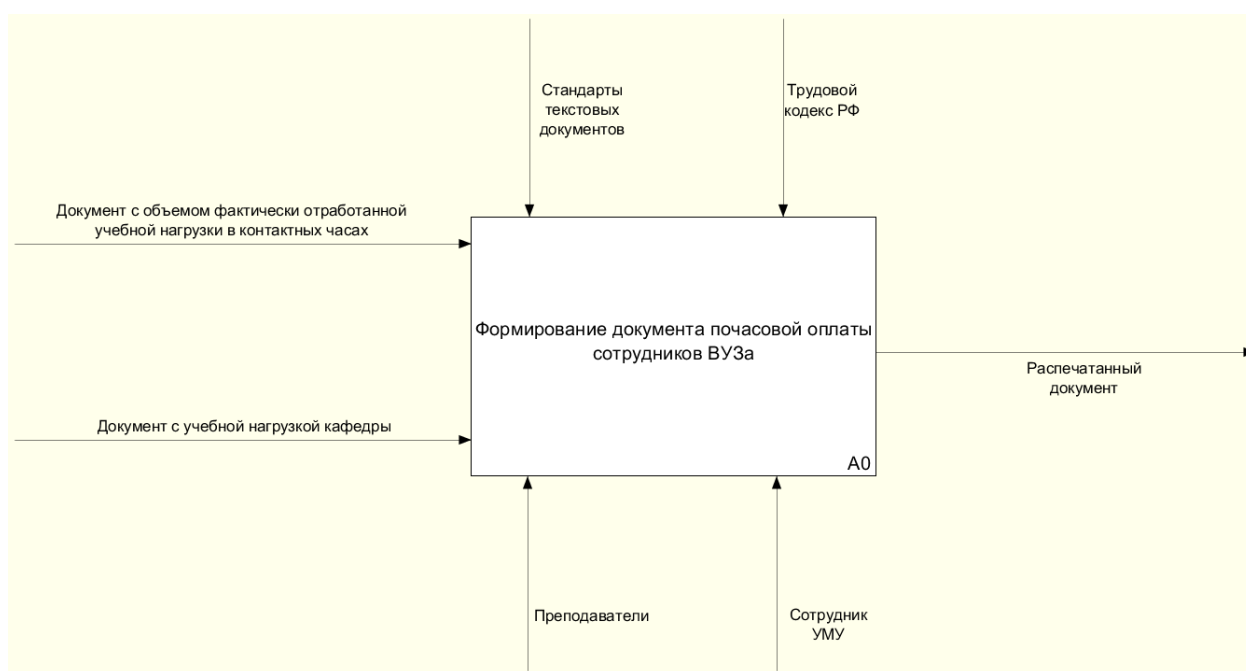 Стандарты
текстовых
документов
Трудовой
кодекс РФ
Документ с объемом фактически отработанной
учебной нагрузки в контактных часах
Формирование документа почасовой оплаты
сотрудников ВУЗа
Распечатанный
документ
Документ с учебной нагрузкой кафедры
A0
Преподаватели
Сотрудник
УМУ